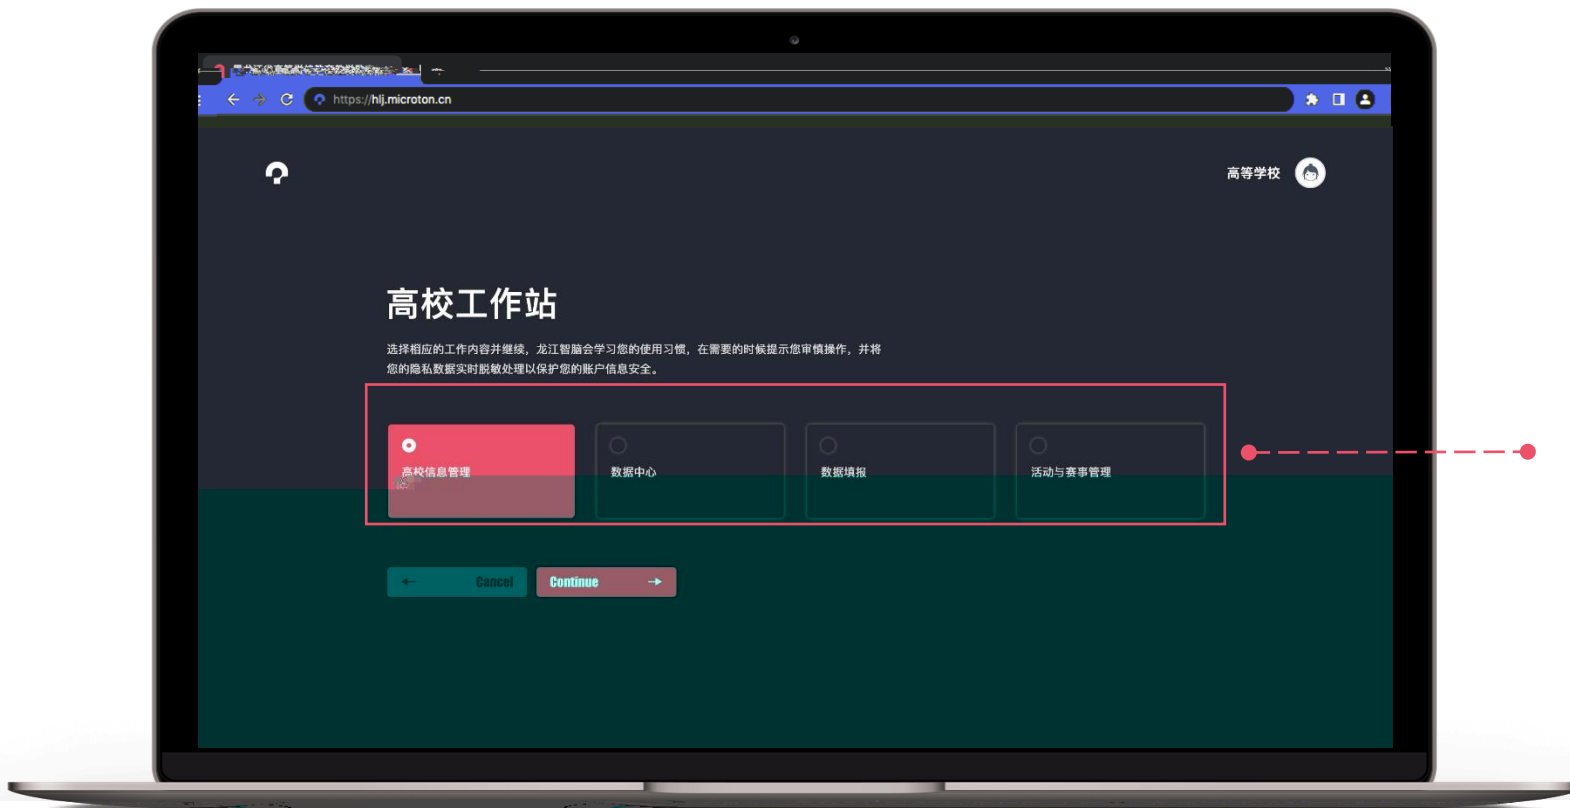 https://hlj.microton.cn
高等学校
高校工作站
选择相应的工作内容并继续，龙江智脑会学习您的使用习惯，在需要的时候提示您审慎操作，并将
您的隐私数据实时脱敏处理以保护您的账户信息安全。
高校信息管理
数据中心
数据填报
活动与赛事管理
Cancel
Continue